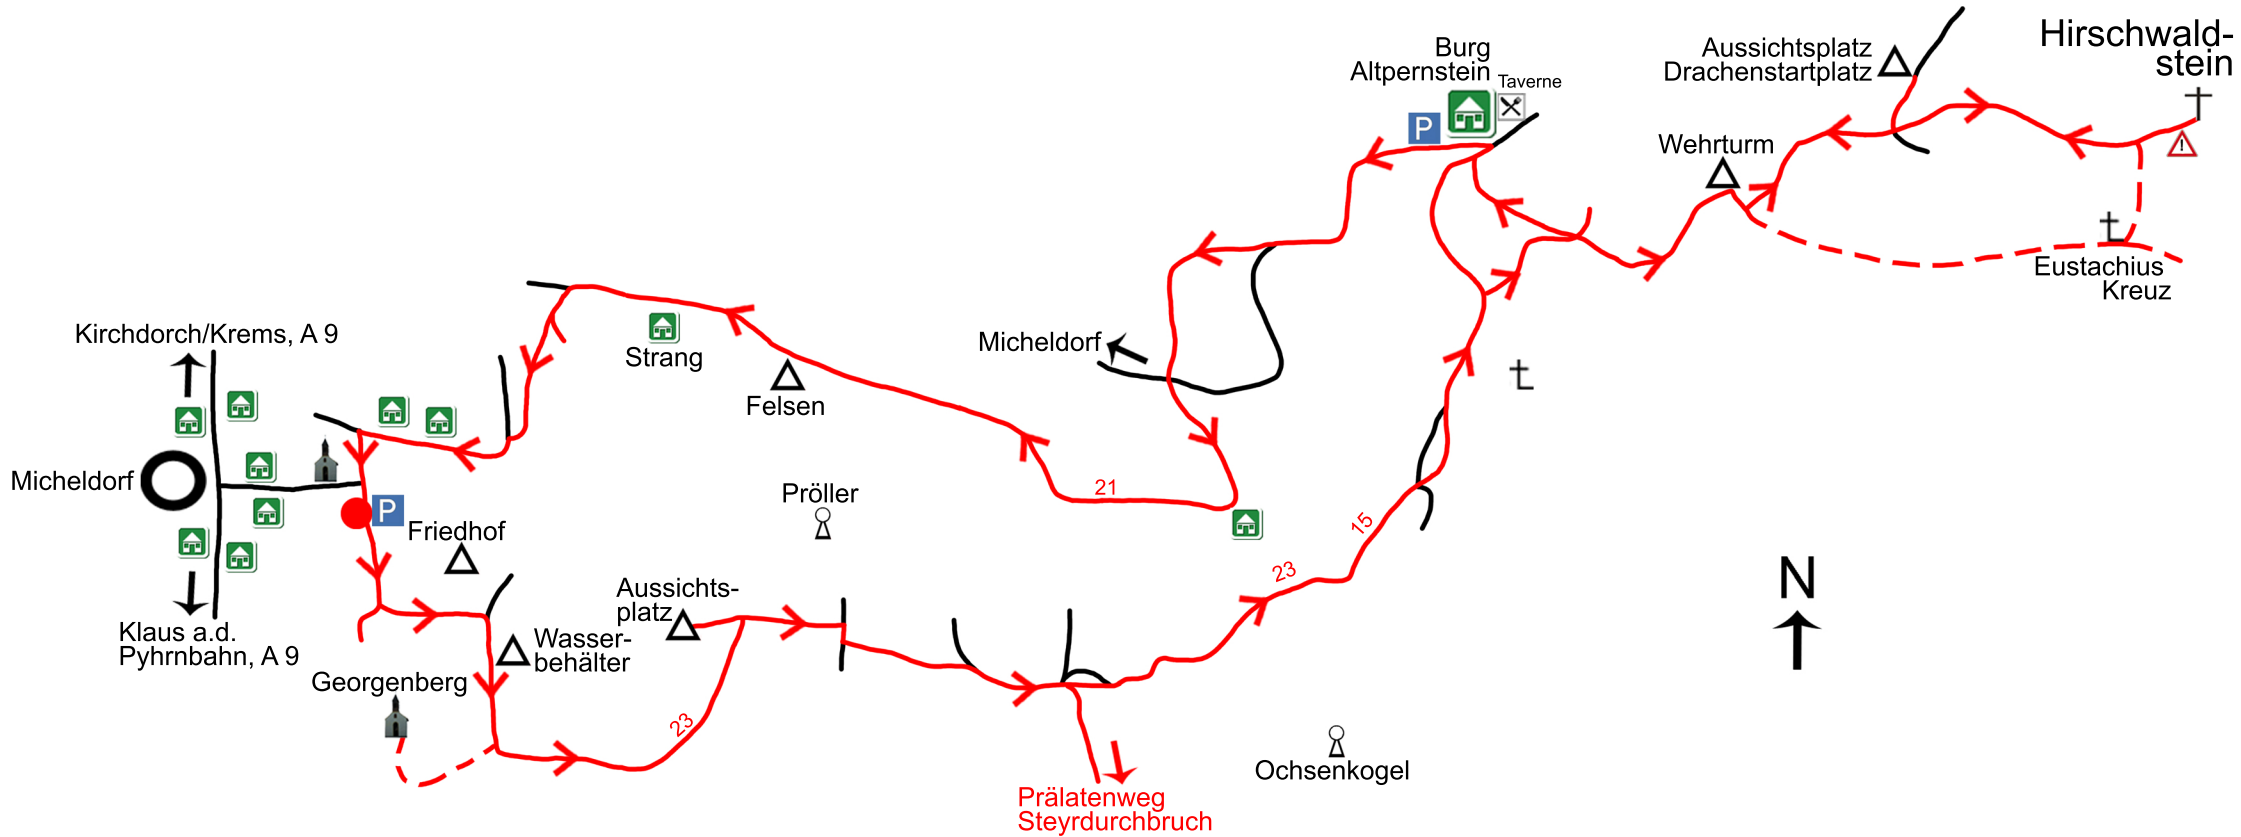 Hirschwald-
stein
Burg
Altpernstein
Taverne
P
Aussichtsplatz
Drachenstartplatz
Wehrturm
!
Eustachius
Kreuz
Kirchdorch/Krems, A 9
Strang
Felsen
Micheldorf
Micheldorf
21
Pröller
P
Friedhof
15
23
N
Aussichts-
platz
Klaus a.d.
Pyhrnbahn, A 9
Wasser-
behälter
Georgenberg
23
Ochsenkogel
Prälatenweg
Steyrdurchbruch